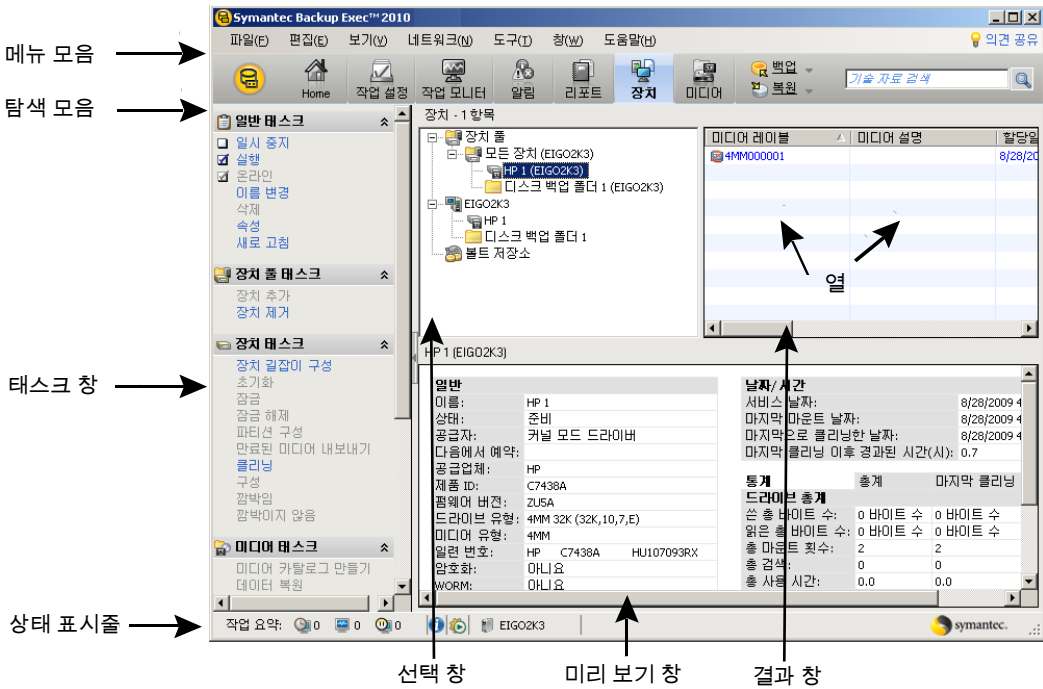 Symantec Backup Exec™ 2010
파일(F) 편집(E) 보기(V) 네트워크(N) 도구(T) 창(W) 도움말(H) 의견 공유
메뉴 모음
Home 작업 설정 작업 모니터 알림 리포트 장치 미디어 백업 복원 기술 자료 검색
탐색 모음
일반 태스크
일시 중지
실행
온라인
이름 변경
삭제
속성
새로 고침
장치 풀 태스크
장치 추가
장치 제거
장치 태스크
장치 길잡이 구성
초기화
잠금
잠금 해제
파티션 구성
만료된 미디어 내보내기
클리닝
구성
깜박임
깜박이지 않음
미디어 태스크
미디어 카탈로그 만들기
데이터 복원
태스크 창
장치 - 1 항목
장치 풀
모든 장치 (EIGO2K3)
HP 1 (EIGO2K3)
디스크 백업 폴더 1 (EIGO2K3)
EIGO2K3
HP 1
디스크 백업 폴더 1
볼트 저장소
미디어 레이블 미디어 설명 할당일
4MM000001 8/28/20
열
HP 1 (EIGO2K3)
일반
이름: HP 1
상태: 준비
공급자: 커널 모드 드라이버
다음에서 예약:
공급업체: HP
제품 ID: C7438A
펌웨어 버전: ZU5A
드라이브 유형: 4MM 32K (32K,10,7,E)
미디어 유형: 4MM
일련 번호: HP C7438A HU107093RX
암호화: 아니요
WORM: 아니요
날짜/시간
서비스 날짜: 8/28/2009 4
마지막 마운트 날짜: 8/28/2009 4
마지막으로 클리닝한 날짜: 8/28/2009 4
마지막 클리닝 이후 경과된 시간(시): 0.7
통계 총계 마지막 클리닝
드라이브 총계
쓴 총 바이트 수: 0 바이트 수 0 바이트 수
읽은 총 바이트 수: 0 바이트 수 0 바이트 수
총 마운트 횟수: 2 2
총 검색: 0 0
총 사용 시간: 0.0 0.0
상태 표시줄
작업 요약: 0 0 0 EIGO2K3 symantec.
선택 창
미리 보기 창
결과 창